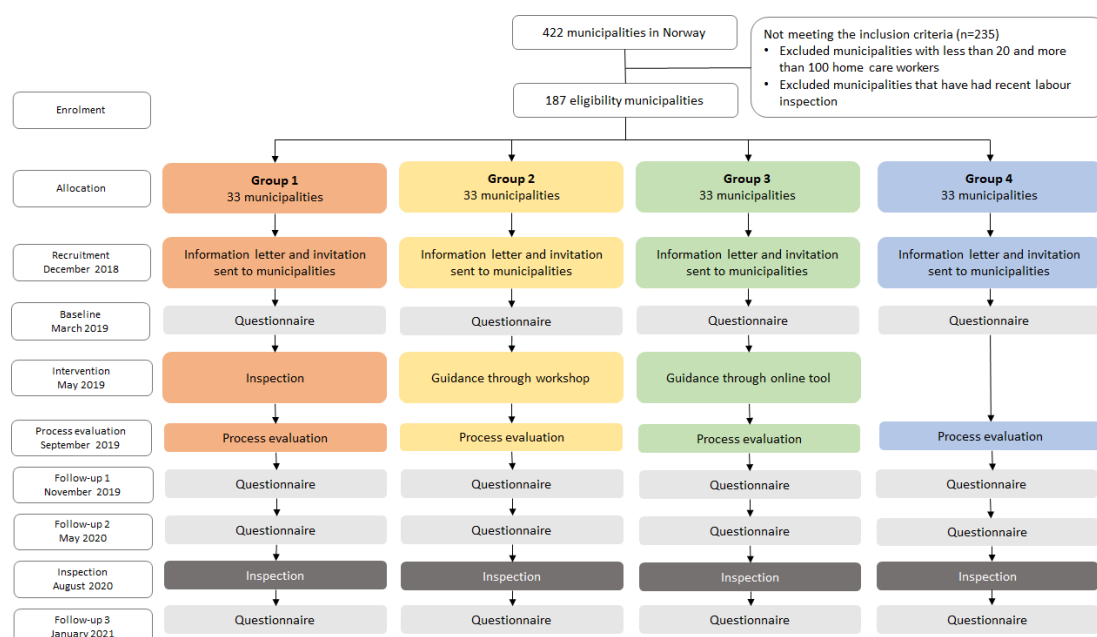 422 municipalities in Norway
Not meeting the inclusion criteria (n=235)
• Excluded municipalities with less than 20 and more
than 100 home care workers
• Excluded municipalities that have had recent labour
inspection
187 eligibility municipalities
Enrolment
Allocation
Group 1
33 municipalities
Group 2
33 municipalities
Group 3
33 municipalities
Group 4
33 municipalities
Recruitment
December 2018
Information letter and invitation
sent to municipalities
Information letter and invitation
sent to municipalities
Information letter and invitation
sent to municipalities
Information letter and invitation
sent to municipalities
Baseline
March 2019
Questionnaire
Questionnaire
Questionnaire
Questionnaire
Intervention
May 2019
Inspection
Guidance through workshop
Guidance through online tool
Process evaluation
September 2019
Process evaluation
Process evaluation
Process evaluation
Process evaluation
Follow-up 1
November 2019
Questionnaire
Questionnaire
Questionnaire
Questionnaire
Follow-up 2
May 2020
Questionnaire
Questionnaire
Questionnaire
Questionnaire
Inspection
August 2020
Inspection
Inspection
Inspection
Inspection
Follow-up 3
January 2021
Questionnaire
Questionnaire
Questionnaire
Questionnaire